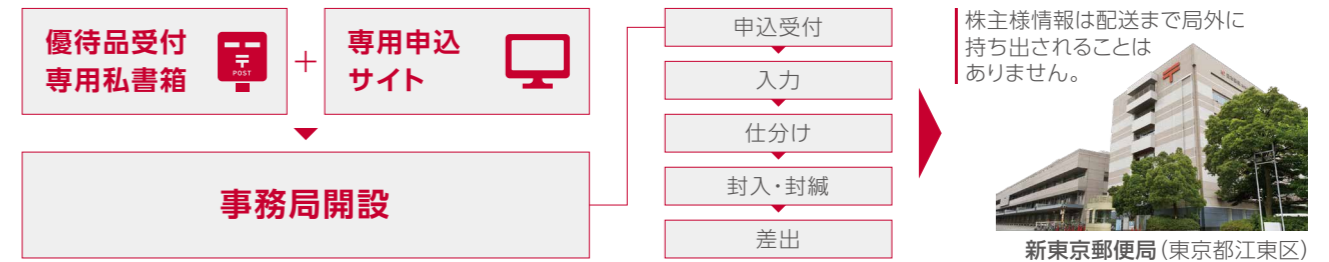 優待品受付
専用私書箱
〒
POST
+
専用申込
サイト
事務局開設
申込受付
入力
仕分け
封入・封緘
差出
株主様情報は配送まで局外に
持ち出されることは
ありません。
〒
新東京郵便局(東京都江東区)